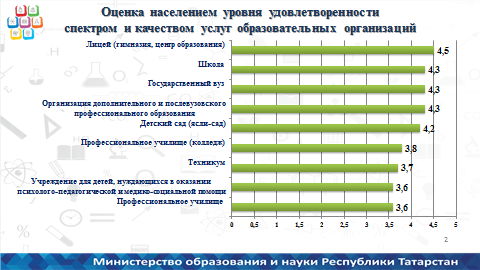 Оценка населением уровня удовлетворенности
спектром и качеством услуг образовательных организаций
Лицей (гимназия, центр образования)
4,5
Школа
4,3
Государственный вуз
4,3
Организация дополнительного и послевузовского
профессионального образования
4,3
Детский сад (ясли-сад)
4,2
Профессиональное училище (колледж)
3,8
Техникум
3,7
Учреждение для детей, нуждающихся в оказании
психолого-педагогической и медико-социальной помощи
3,6
Профессиональное училище
3,6
0 0,5 1 1,5 2 2,5 3 3,5 4 4,5 5
2
Министерство образования и науки Республики Татарстан